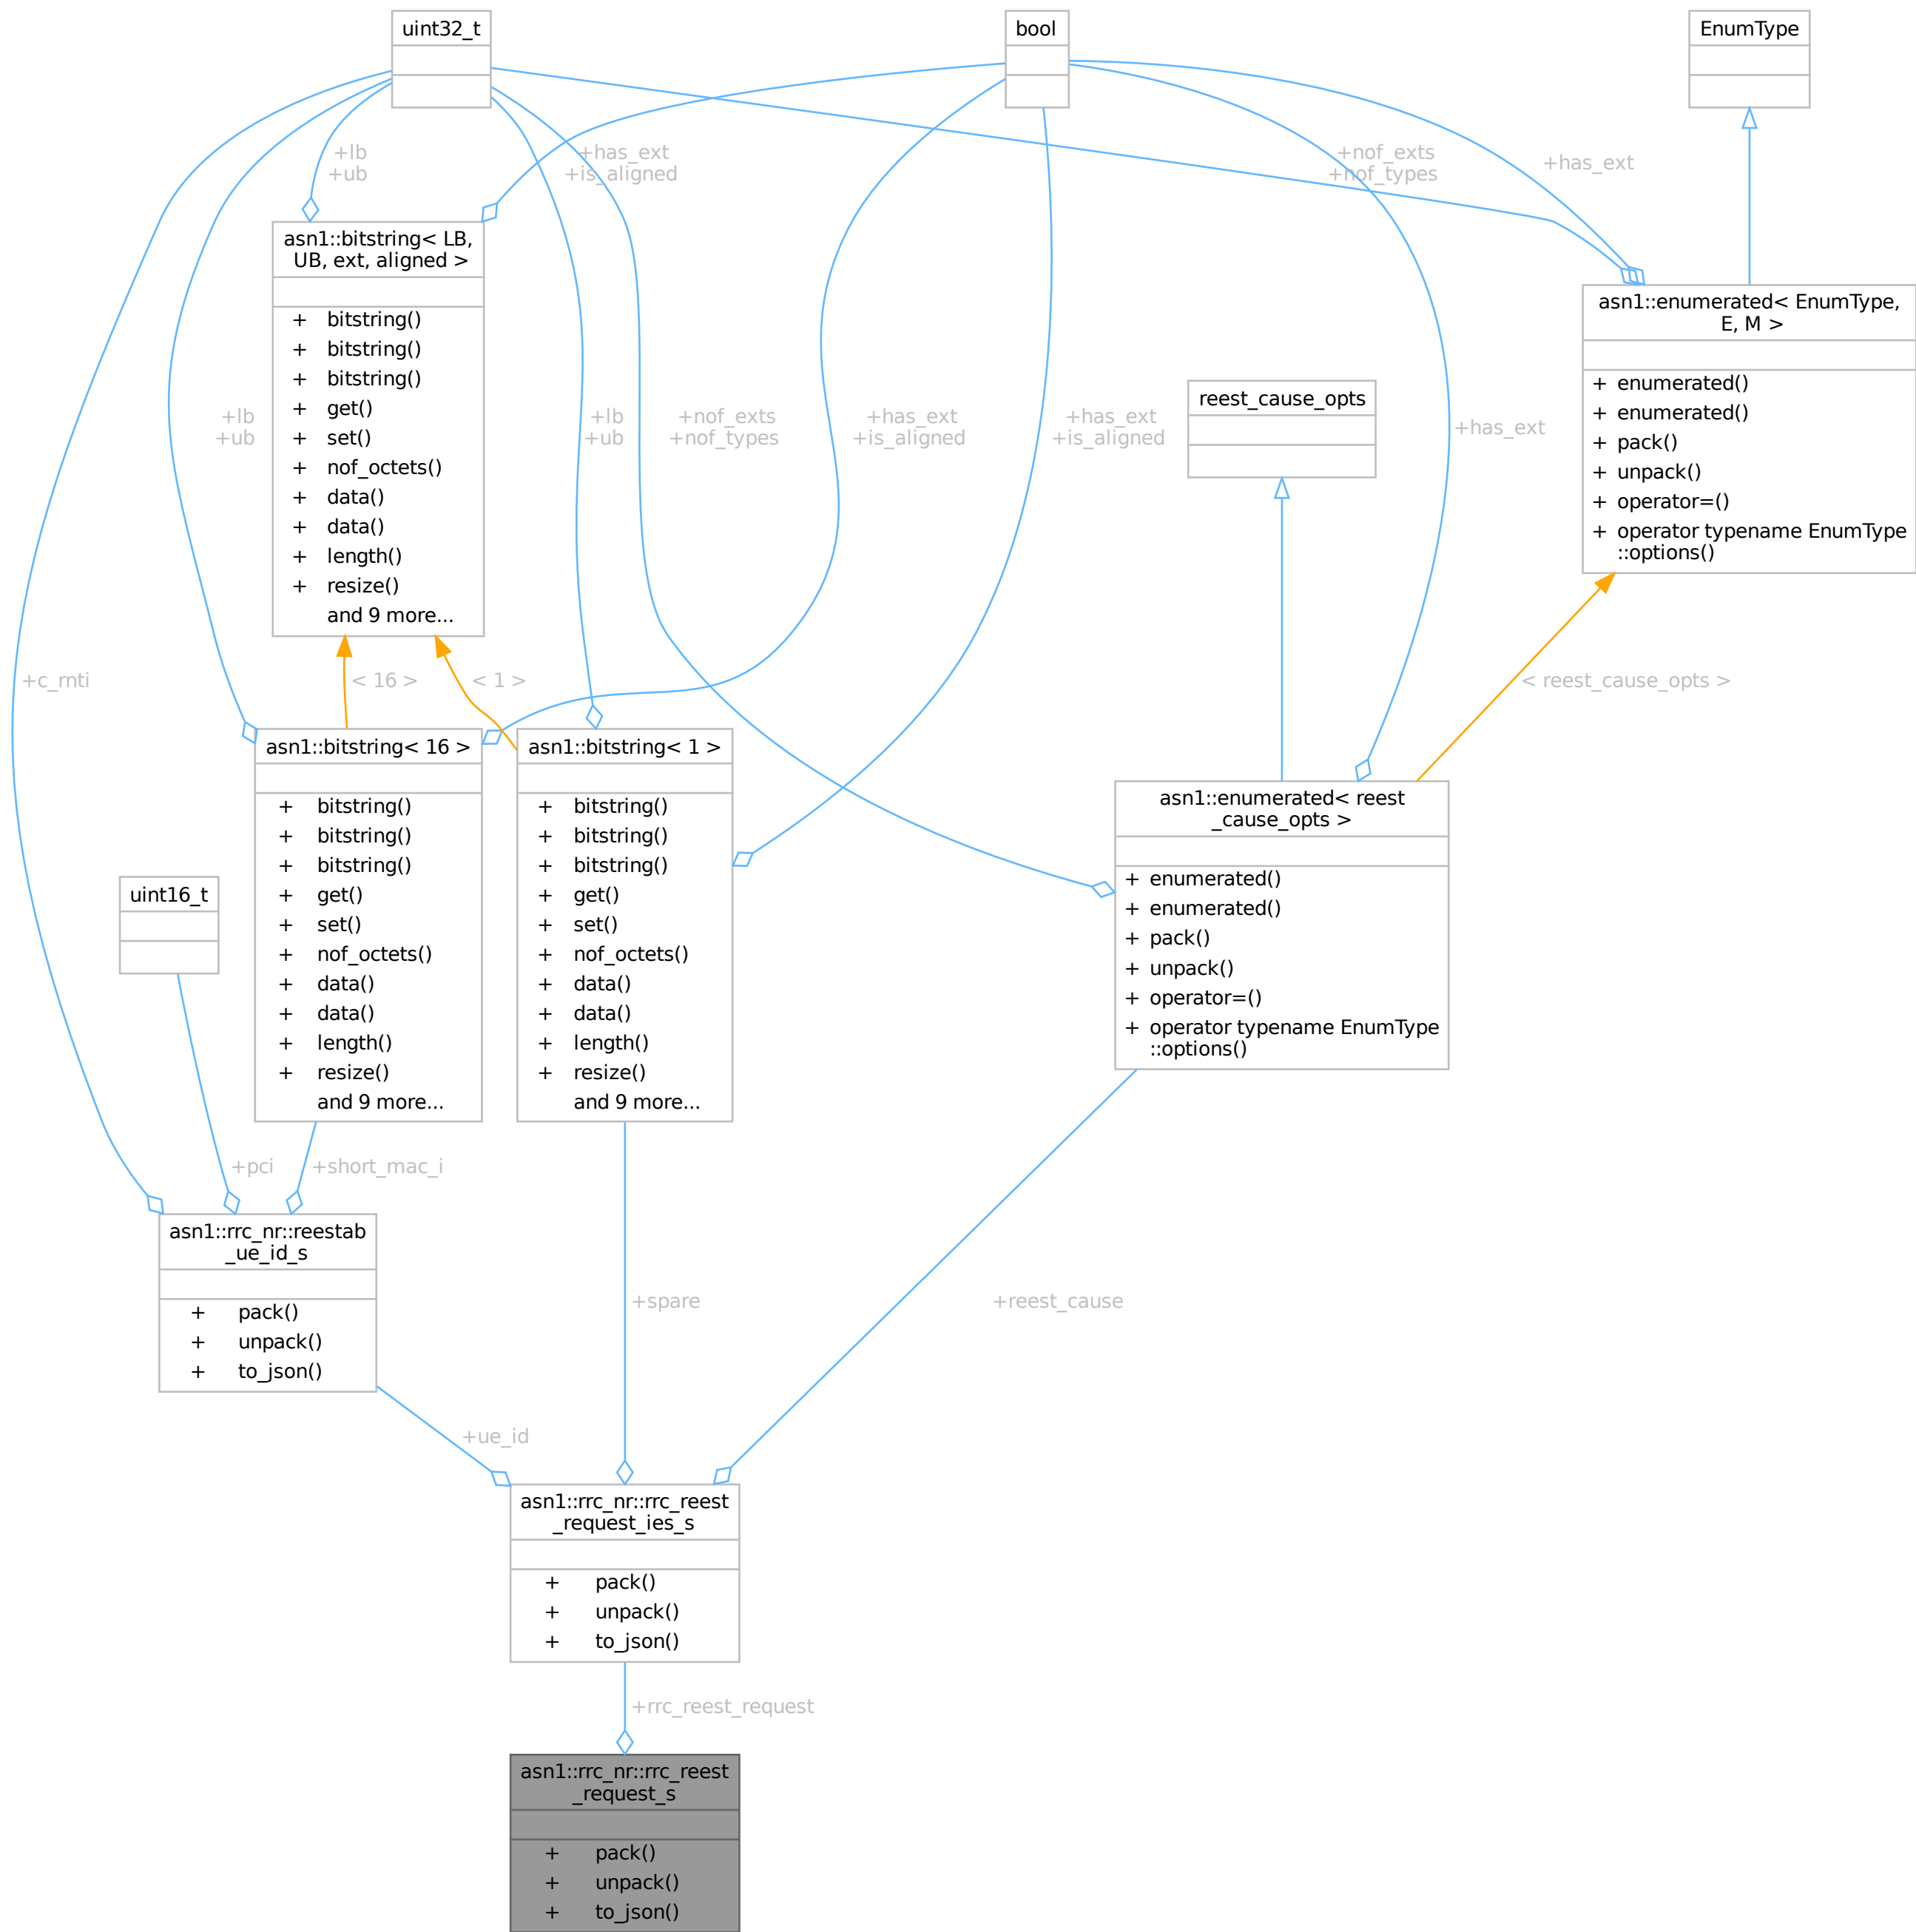 uint32_t
bool
EnumType
+lb
+ub
+has_ext
+is_aligned
+nof_exts
+nof_types
+has_ext
asn1::bitstring< LB,
UB, ext, aligned >
+ bitstring()
+ bitstring()
+ bitstring()
+ get()
+ set()
+ nof_octets()
+ data()
+ data()
+ length()
+ resize()
and 9 more...
asn1::enumerated< EnumType,
E, M >
+ enumerated()
+ enumerated()
+ pack()
+ unpack()
+ operator=()
+ operator typename EnumType
::options()
reest_cause_opts
+lb
+ub
+lb
+ub
+nof_exts
+nof_types
+has_ext
+is_aligned
+has_ext
+is_aligned
+has_ext
+c_rnti
< 16 >
< 1 >
< reest_cause_opts >
asn1::bitstring< 16 >
+ bitstring()
+ bitstring()
+ bitstring()
+ get()
+ set()
+ nof_octets()
+ data()
+ data()
+ length()
+ resize()
and 9 more...
asn1::bitstring< 1 >
+ bitstring()
+ bitstring()
+ bitstring()
+ get()
+ set()
+ nof_octets()
+ data()
+ data()
+ length()
+ resize()
and 9 more...
asn1::enumerated< reest
_cause_opts >
+ enumerated()
+ enumerated()
+ pack()
+ unpack()
+ operator=()
+ operator typename EnumType
::options()
uint16_t
+pci
+short_mac_i
asn1::rrc_nr::reestab
_ue_id_s
+ pack()
+ unpack()
+ to_json()
+spare
+reest_cause
+ue_id
asn1::rrc_nr::rrc_reest
_request_ies_s
+ pack()
+ unpack()
+ to_json()
+rrc_reest_request
asn1::rrc_nr::rrc_reest
_request_s
+ pack()
+ unpack()
+ to_json()